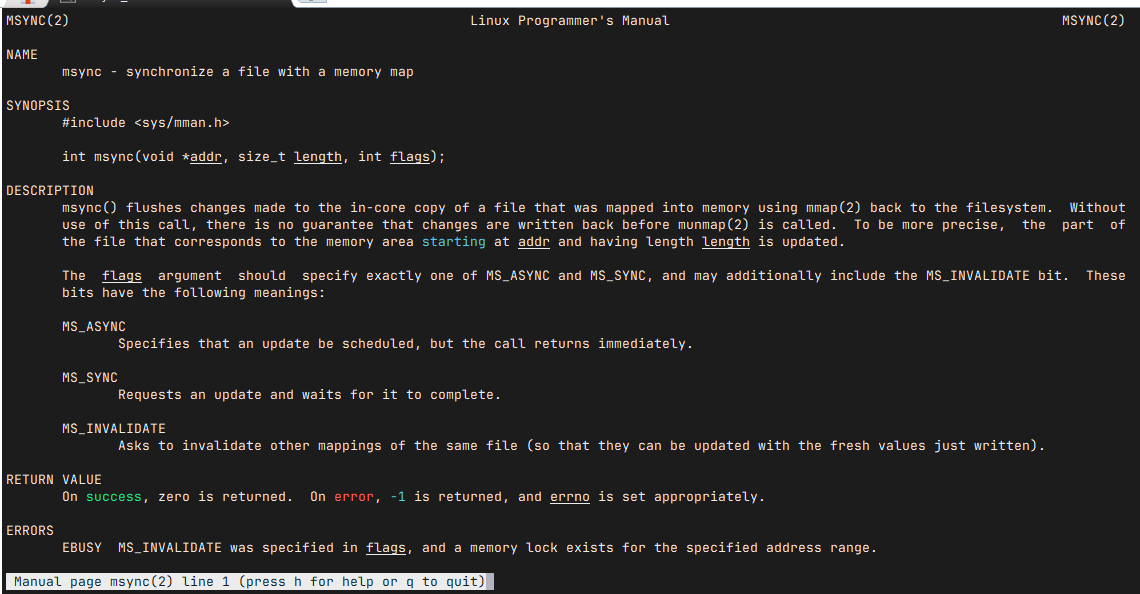 MSYNC(2) Linux Programmer's Manual MSYNC(2)
NAME
msync - synchronize a file with a memory map
SYNOPSIS
#include <sys/mman.h>
int msync(void *addr, size_t length, int flags);
DESCRIPTION
msync() flushes changes made to the in-core copy of a file that was mapped into memory using mmap(2) back to the filesystem. Without
use of this call, there is no guarantee that changes are written back before munmap(2) is called. To be more precise, the part of
the file that corresponds to the memory area starting at addr and having length length is updated.
The flags argument should specify exactly one of MS_ASYNC and MS_SYNC, and may additionally include the MS_INVALIDATE bit. These
bits have the following meanings:
MS_ASYNC
Specifies that an update be scheduled, but the call returns immediately.
MS_SYNC
Requests an update and waits for it to complete.
MS_INVALIDATE
Asks to invalidate other mappings of the same file (so that they can be updated with the fresh values just written).
RETURN VALUE
On success, zero is returned. On error, -1 is returned, and errno is set appropriately.
ERRORS
EBUSY MS_INVALIDATE was specified in flags, and a memory lock exists for the specified address range.
Manual page msync(2) line 1 (press h for help or q to quit)